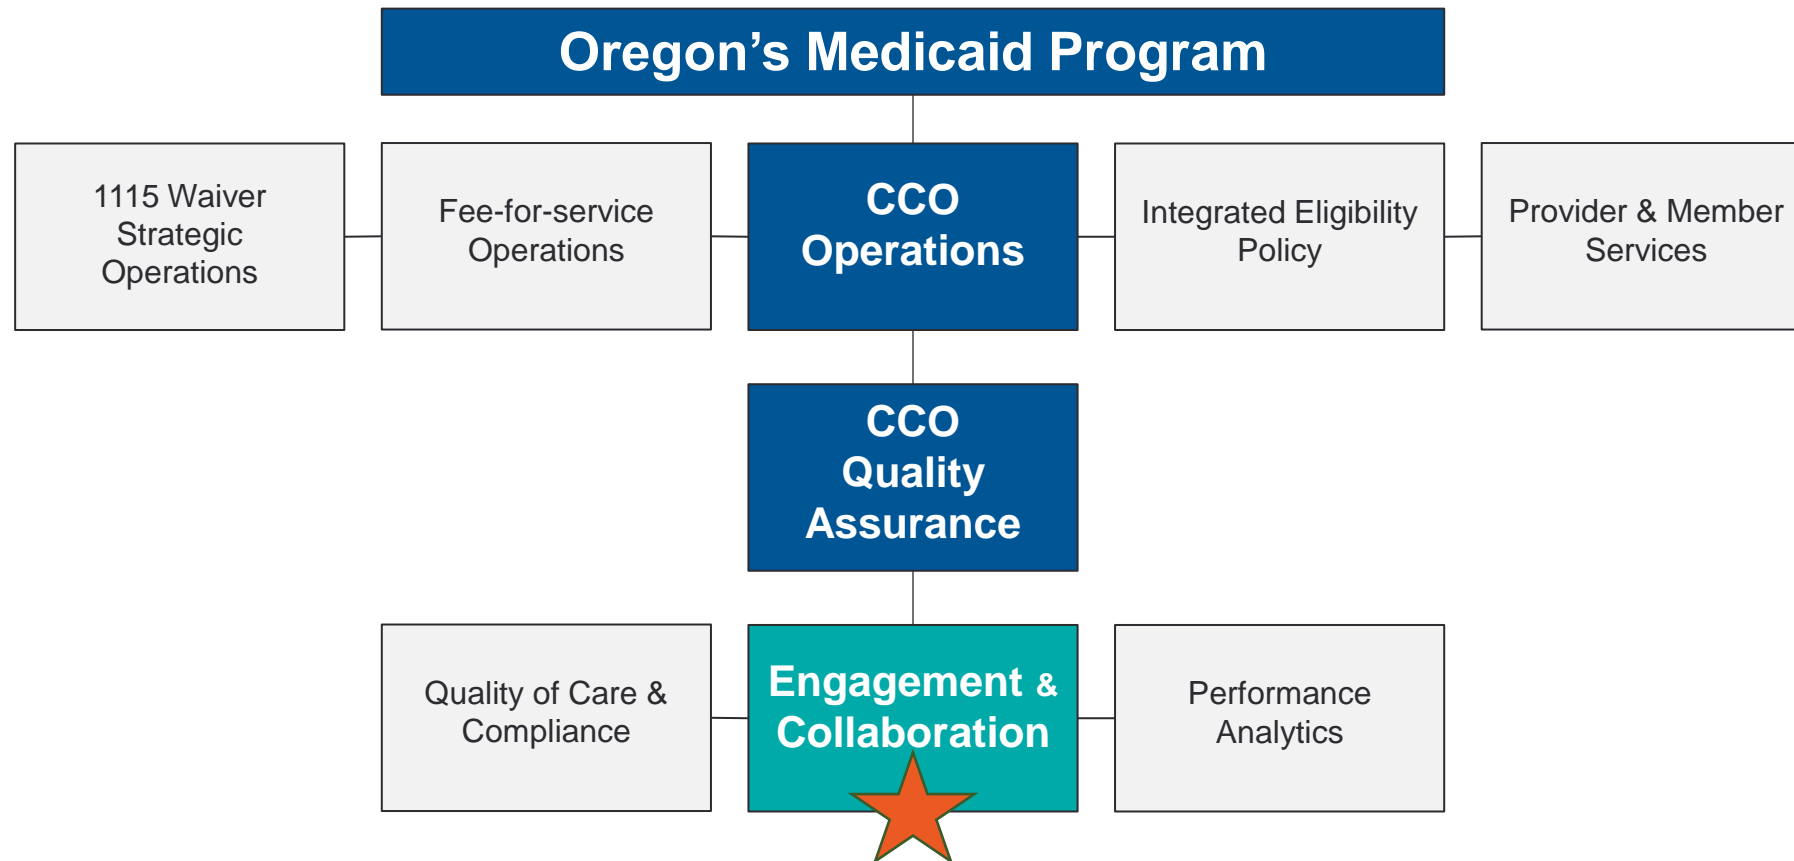 Oregon’s Medicaid Program
1115 Waiver
Strategic
Operations
Fee-for-service
Operations
CCO
Operations
Integrated Eligibility
Policy
Provider & Member
Services
CCO
Quality
Assurance
Quality of Care &
Compliance
Engagement &
Collaboration
Performance
Analytics